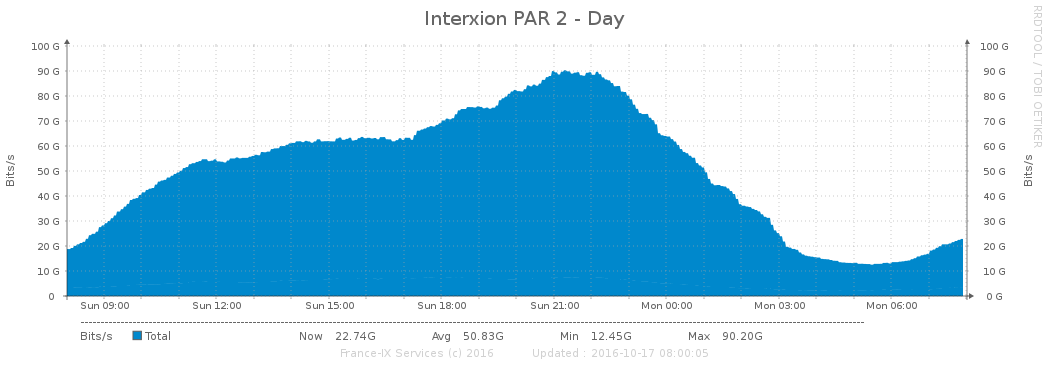 Interxion PAR 2 - Day
RRDTOOL / TOBI OETIKER
Bits/s
100 G
90 G
80 G
70 G
60 G
50 G
40 G
30 G
20 G
10 G
0
100 G
90 G
80 G
70 G
60 G
50 G
40 G
30 G
20 G
10 G
0 G
Bits/s
Sun 09:00 Sun 12:00 Sun 15:00 Sun 18:00 Sun 21:00 Mon 00:00 Mon 03:00 Mon 06:00
Bits/s Total Now 22.74G Avg 50.83G Min 12.45G Max 90.20G
France-IX Services (c) 2016 Updated : 2016-10-17 08:00:05